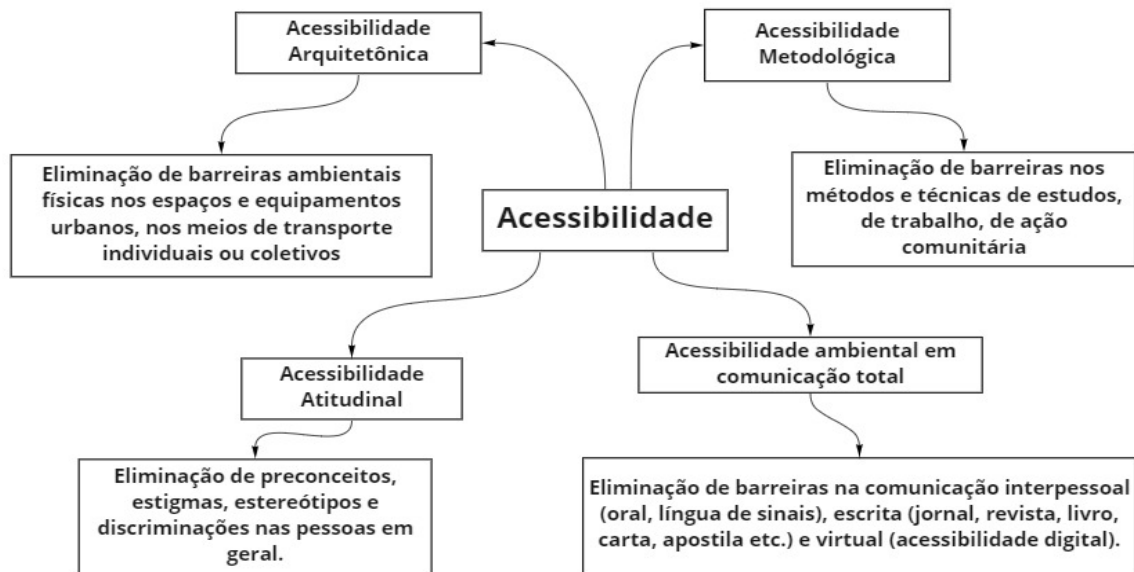 Acessibilidade
Arquitetônica
Acessibilidade
Metodológica
Eliminação de barreiras ambientais
físicas nos espaços e equipamentos
urbanos, nos meios de transporte
individuais ou coletivos
Eliminação de barreiras nos
métodos e técnicas de estudos,
de trabalho, de ação
comunitária
Acessibilidade
Acessibilidade
Atitudinal
Acessibilidade ambiental em
comunicação total
Eliminação de preconceitos,
estigmas, estereótipos e
discriminações nas pessoas em
geral.
Eliminação de barreiras na comunicação interpessoal
(oral, língua de sinais), escrita (jornal, revista, livro,
carta, apostila etc.) e virtual (acessibilidade digital).